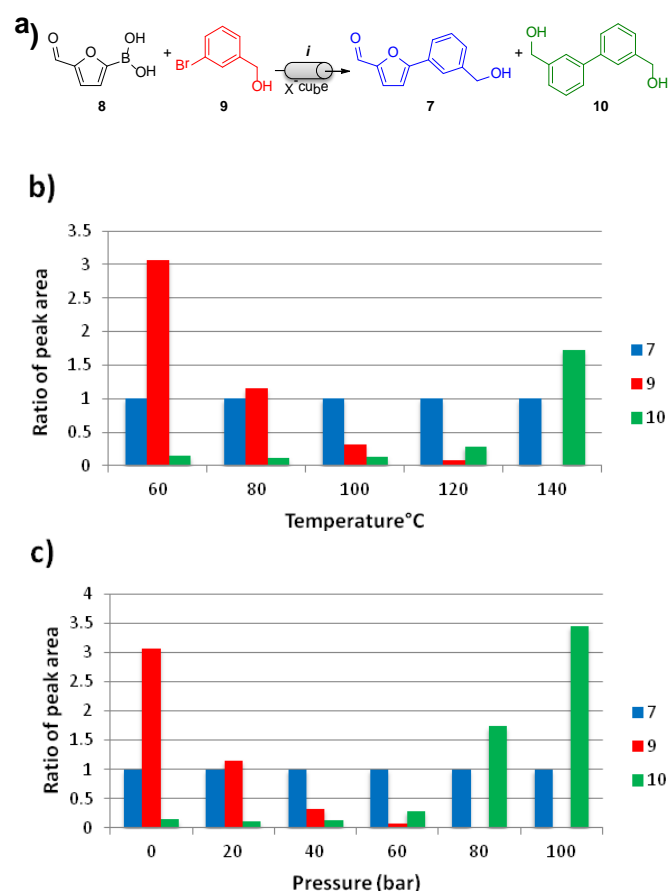 a)
O
O
B
OH
OH
+
Br
OH
i
X-cube
O
O
OH
+
HO
OH
8
9
7
10
b)
3.5
3
2.5
2
1.5
1
0.5
0
Ratio of peak area
60 80 100 120 140
Temperature°C
7
9
10
c)
4
3.5
3
2.5
2
1.5
1
0.5
0
Ratio of peak area
0 20 40 60 80 100
Pressure (bar)
7
9
10